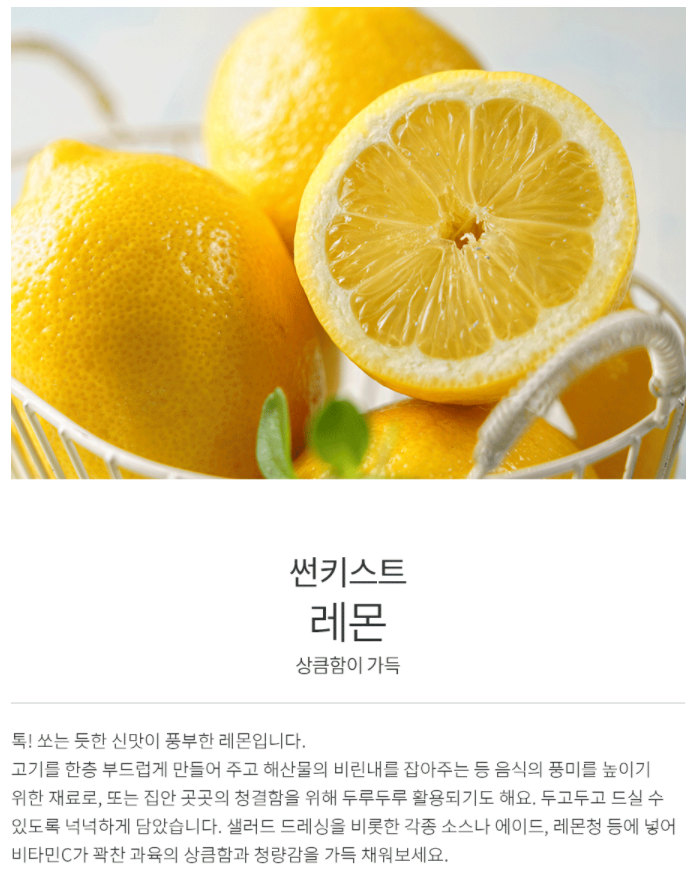 썬키스트
레몬
상큼함이 가득
톡! 쏘는 듯한 신맛이 풍부한 레몬입니다.
고기를 한층 부드럽게 만들어 주고 해산물의 비린내를 잡아주는 등 음식의 풍미를 높이기
위한 재료로, 또는 집안 곳곳의 청결함을 위해 두루두루 활용되기도 해요. 두고두고 드실 수
있도록 넉넉하게 담았습니다. 샐러드 드레싱을 비롯한 각종 소스나 에이드, 레몬청 등에 넣어
비타민C가 꽉찬 과육의 상큼함과 청량감을 가득 채워보세요.